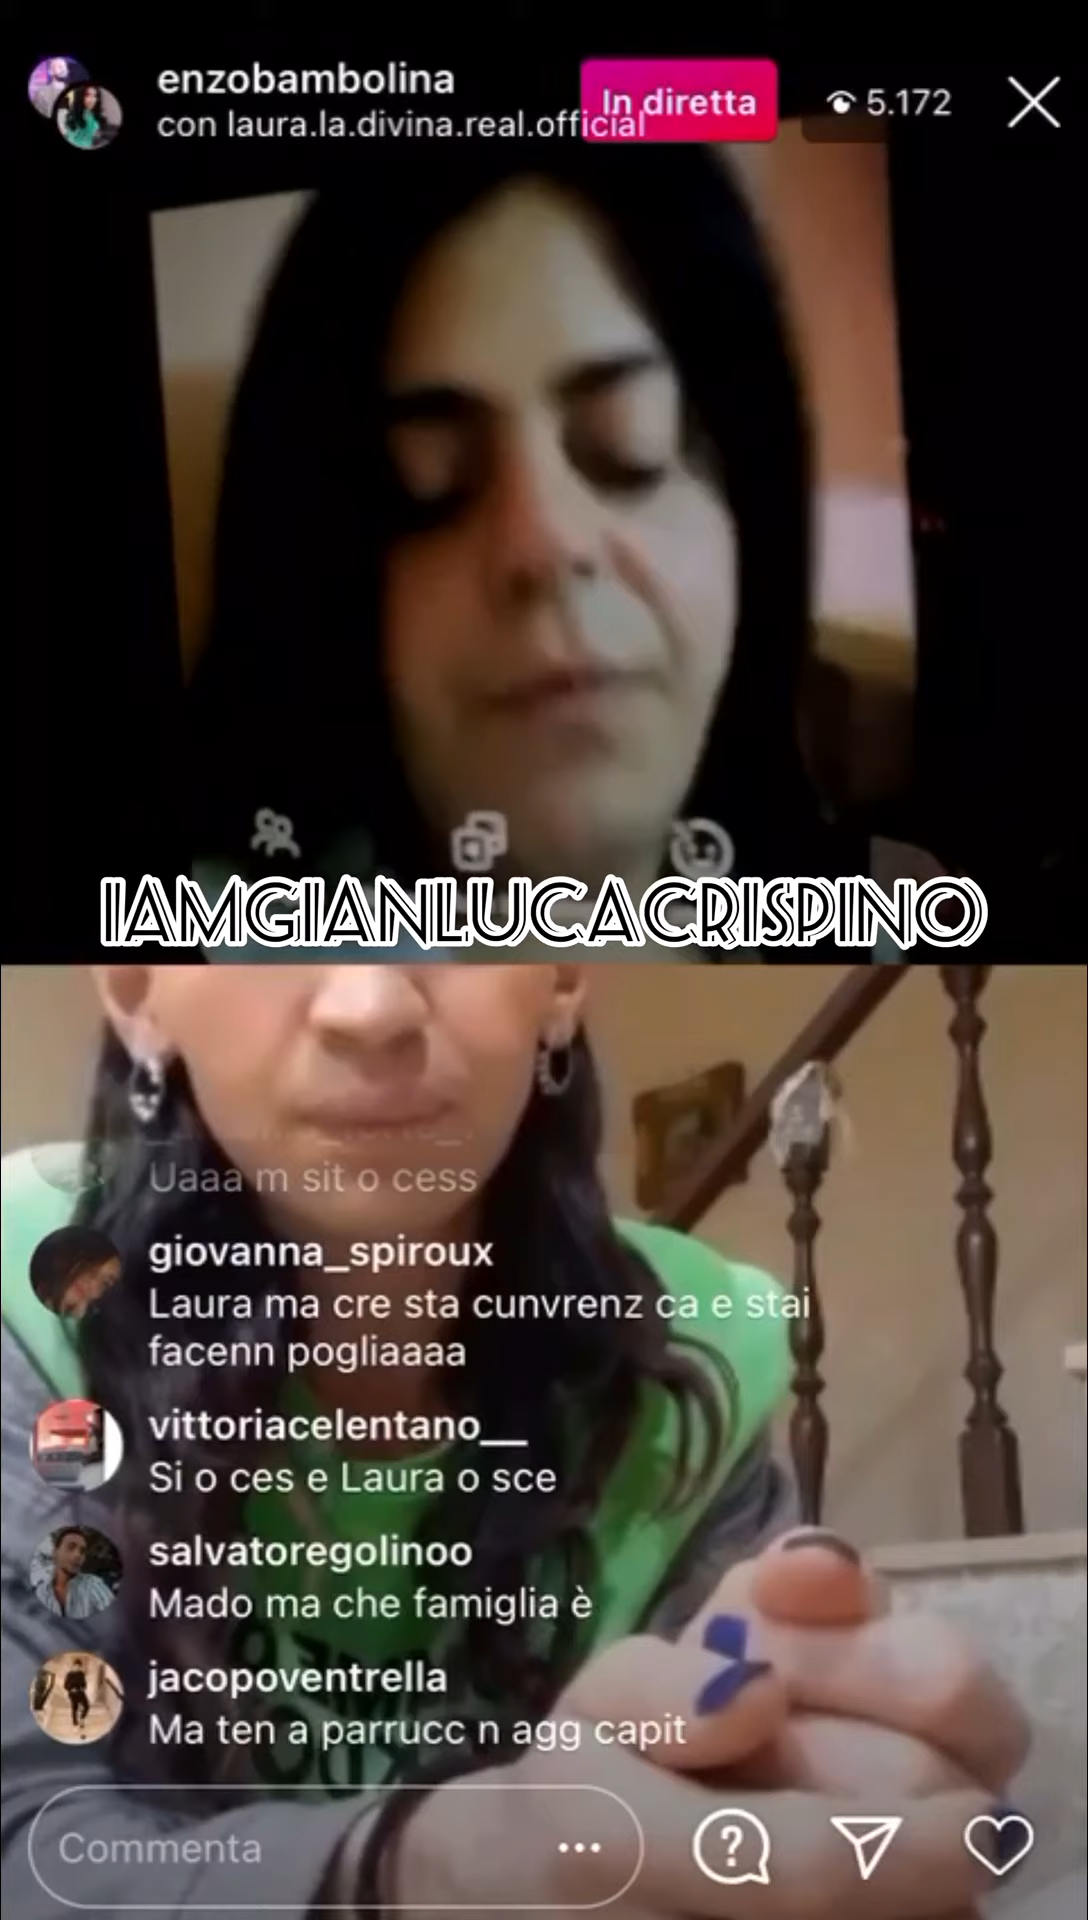 enzobambolina
con laura.la.divina.real.official
In diretta
5.172
IAMGIANLUCACRISPINO
Uaaa m sit o cess
giovanna_spiroux
Laura ma cre sta cunvrenz ca e stai
facenn pogliaaaa
vittoriacelentano__
Si o ces e Laura o sce
salvatoregolinoo
Mado ma che famiglia è
jacopoventrella
Ma ten a parrucc n agg capit
Commenta